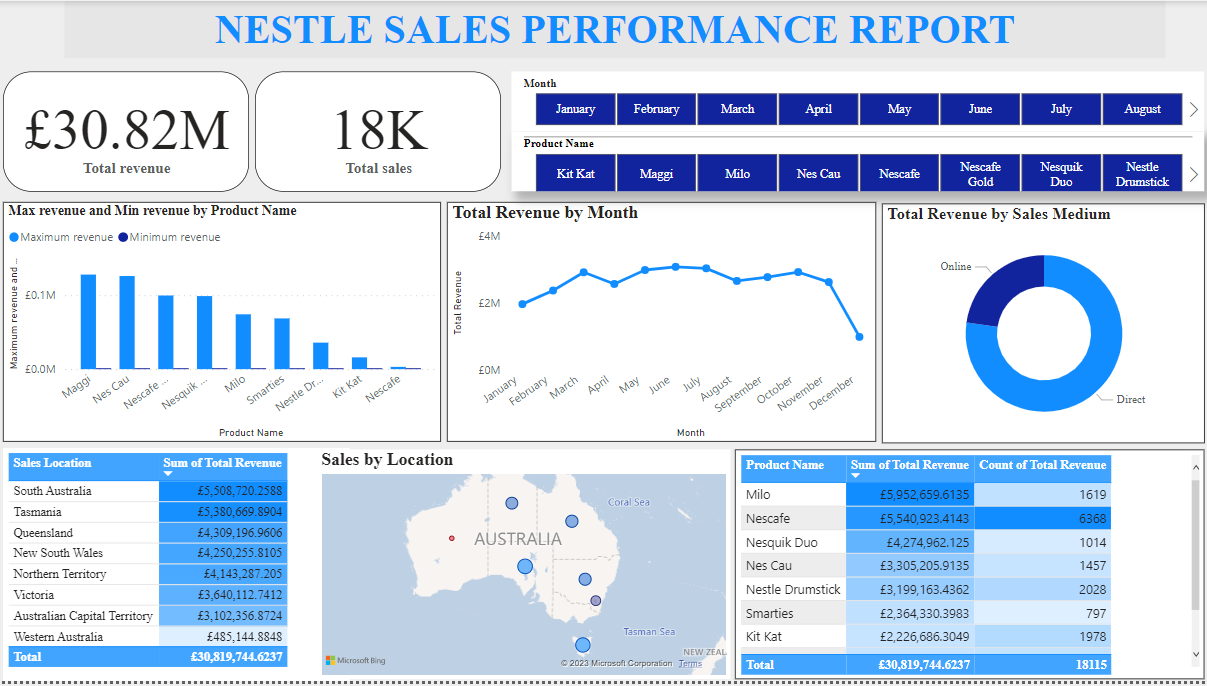 NESTLE SALES PERFORMANCE REPORT
£30.82M
Total revenue
18K
Total sales
Month
January February March April May June July August
Product Name
Kit Kat Maggi Milo Nes Cau Nescafe Nescafe Gold Nesquik Duo Nestle Drumstick
Max revenue and Min revenue by Product Name
Maximum revenue Minimum revenue
Maximum revenue and...
£0.1M
£0.0M
Maggi Nes Cau Nescafe ... Nesquik ... Milo Smarties Nestle Dr... Kit Kat Nescafe
Product Name
Total Revenue by Month
Total Revenue
£4M
£2M
£0M
January February March April May June July August September October November December
Month
Total Revenue by Sales Medium
Online
Direct
Sales Location Sum of Total Revenue
South Australia £5,508,720.2588
Tasmania £5,380,669.8904
Queensland £4,309,196.9606
New South Wales £4,250,255.8105
Northern Territory £4,143,287.205
Victoria £3,640,112.7412
Australian Capital Territory £3,102,356.8724
Western Australia £485,144.8848
Total £30,819,744.6237
Sales by Location
Coral Sea
AUSTRALIA
Tasman Sea
NEW ZEAL
Microsoft Bing
© 2023 Microsoft Corporation Terms
Product Name Sum of Total Revenue Count of Total Revenue
Milo £5,952,659.6135 1619
Nescafe £5,540,923.4143 6368
Nesquik Duo £4,274,962.125 1014
Nes Cau £3,305,205.9135 1457
Nestle Drumstick £3,199,163.4362 2028
Smarties £2,364,330.3983 797
Kit Kat £2,226,686.3049 1978
Total £30,819,744.6237 18115